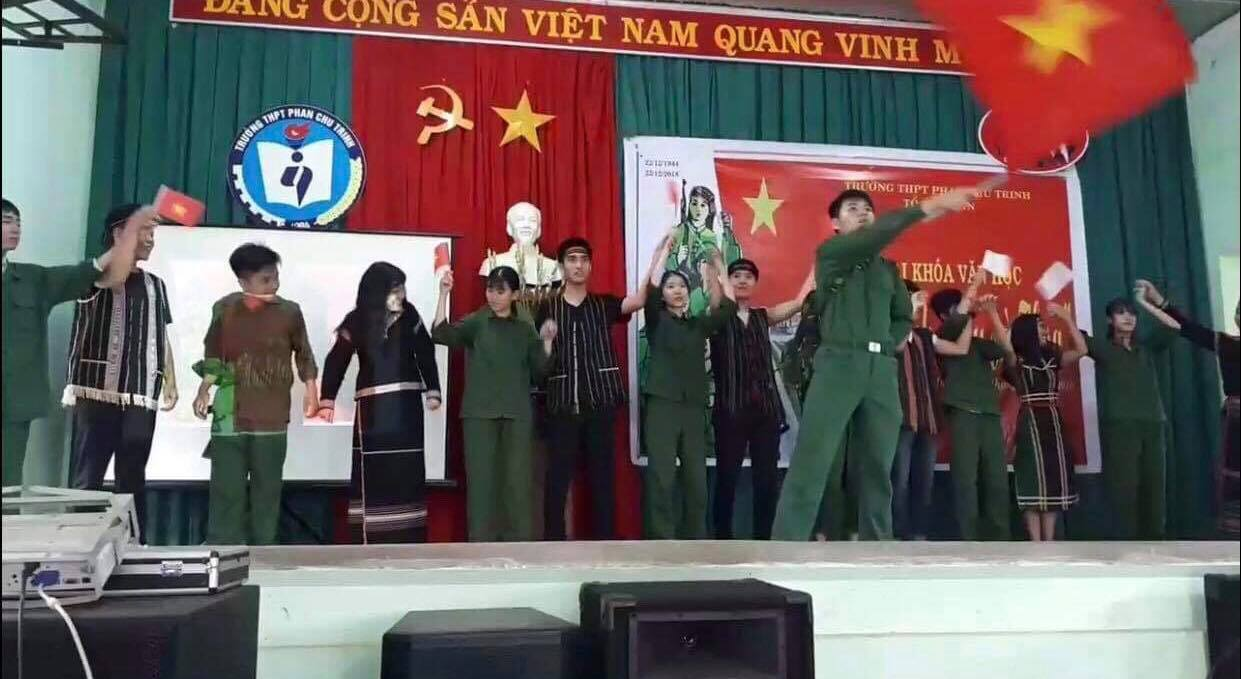 ĐẢNG CỘNG SẢN VIỆT NAM QUANG VINH M
TRƯỜNG THPT PHAN CHU TRINH
22/12/1944
22/12/2018
TRƯỜNG THPT PHAN CHU TRINH
TỔ
KHÓA VĂN HỌC